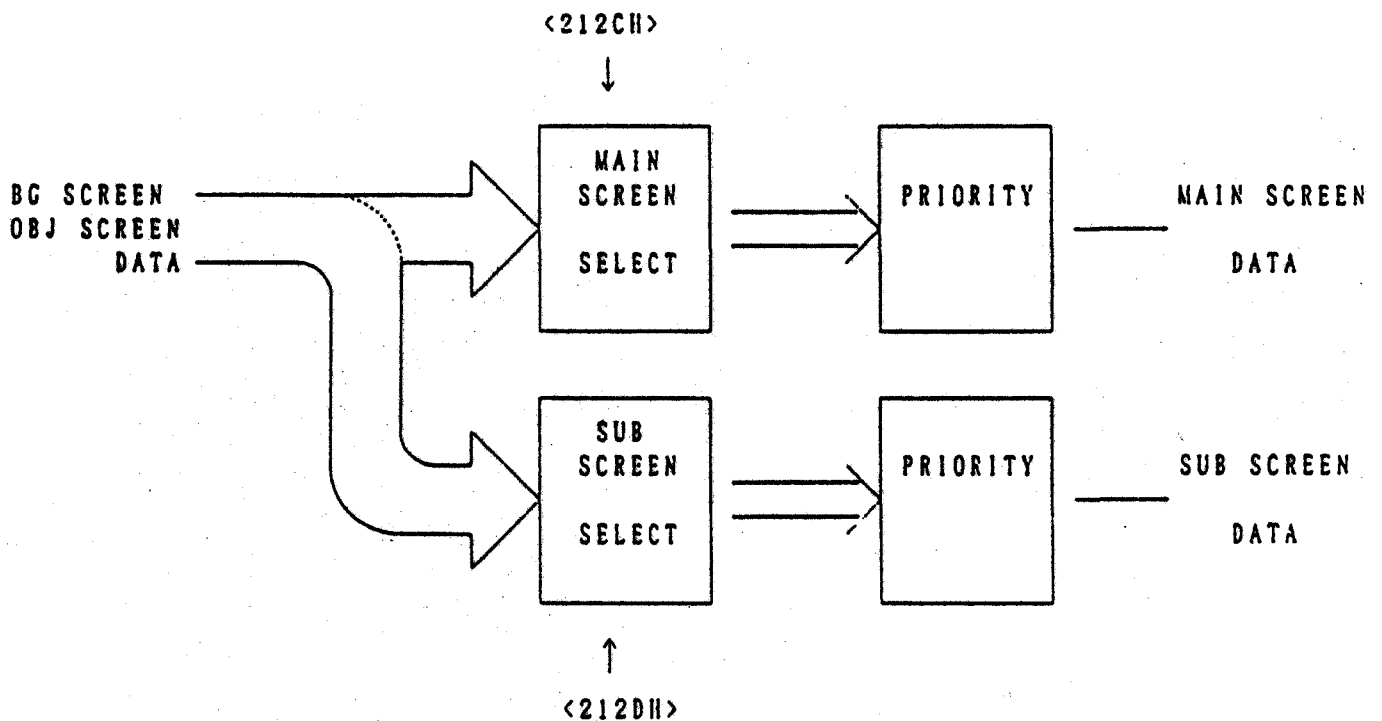 <212CH>
BG SCREEN
OBJ SCREEN
DATA
MAIN
SCREEN
SELECT
PRIORITY
MAIN SCREEN
DATA
SUB
SCREEN
SELECT
PRIORITY
SUB SCREEN
DATA
<212DH>